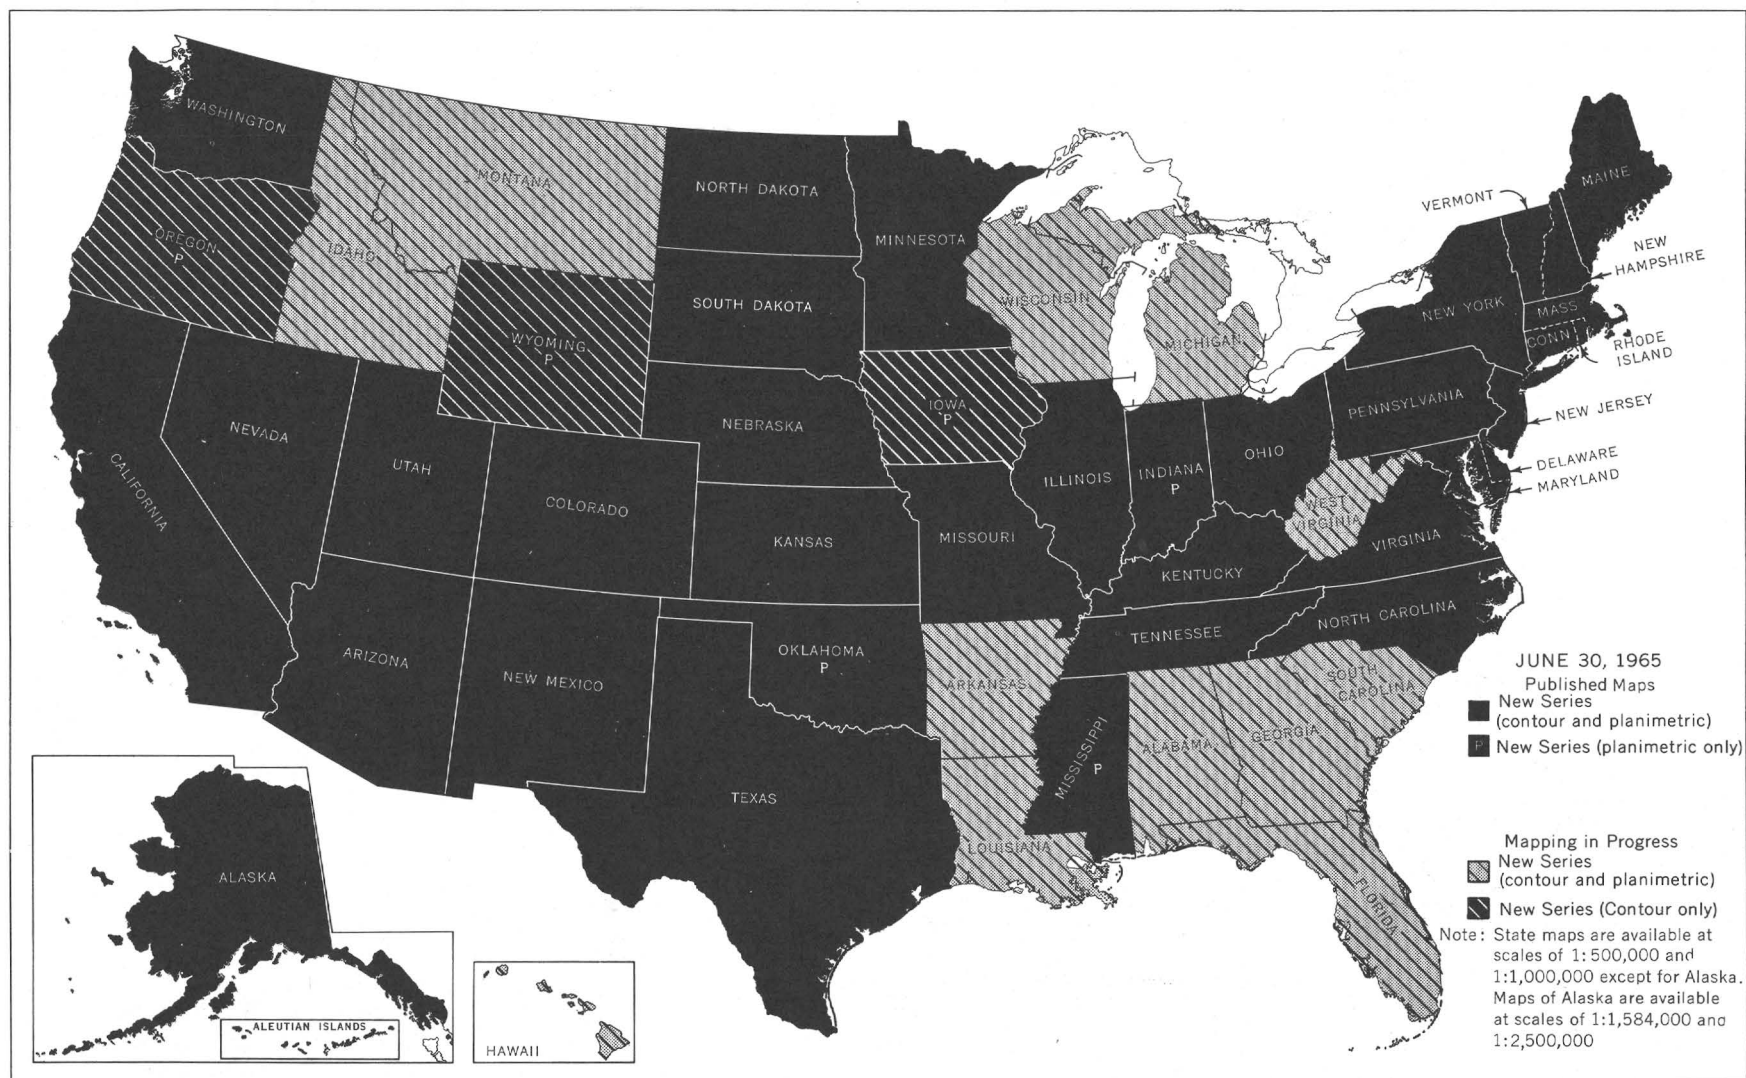 WASHINGTON
MONTANA
NORTH DAKOTA
MINNESOTA
MAINE
VERMONT
NEW
HAMPSHIRE
OREGON
P
IDAHO
SOUTH DAKOTA
WISCONSIN
MICHIGAN
NEW YORK
MASS
CONN
RHODE
ISLAND
WYOMING
P
IOWA
P
PENNSYLVANIA
NEW JERSEY
NEBRASKA
NEVADA
UTAH
CALIFORNIA
COLORADO
KANSAS
MISSOURI
ILLINOIS
INDIANA
P
OHIO
WEST
VIRGINIA
DELAWARE
MARYLAND
VIRGINIA
KENTUCKY
NORTH CAROLINA
TENNESSEE
ARIZONA
NEW MEXICO
OKLAHOMA
P
ARKANSAS
MISSISSIPPI
P
ALABAMA
GEORGIA
SOUTH
CAROLINA
TEXAS
LOUISIANA
FLORIDA
ALASKA
ALEUTIAN ISLANDS
HAWAII
JUNE 30, 1965
Published Maps
New Series
(contour and planimetric)
P New Series (planimetric only)
Mapping in Progress
New Series
(contour and planimetric)
New Series (Contour only)
Note: State maps are available at
scales of 1:500,000 and
1:1,000,000 except for Alaska.
Maps of Alaska are available
at scales of 1:1,584,000 and
1:2,500,000